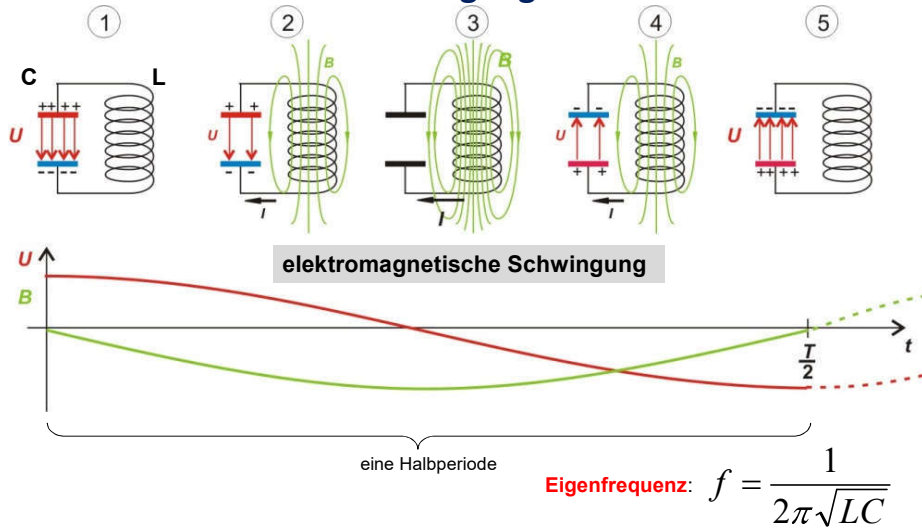 1 2 3 4 5
C L
++ ++ + + - - ----
U U B B U B U
---- - + + ++ ++
I I I
elektromagnetische Schwingung
U
B
t
T/2
eine Halbperiode
Eigenfrequenz: f = 1/(2π√LC)